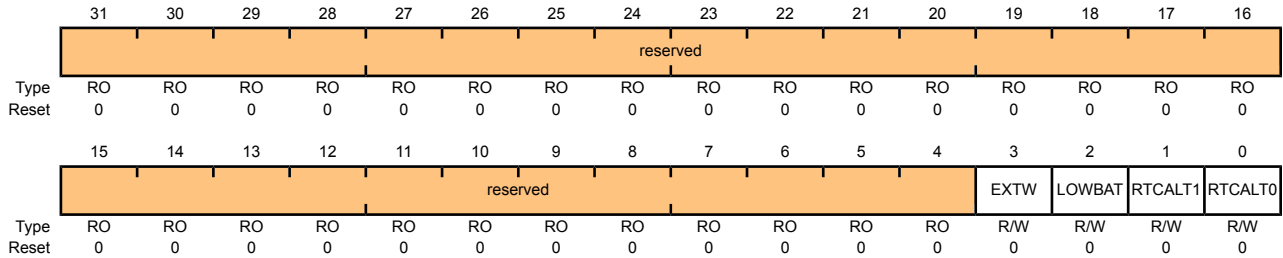 31 30 29 28 27 26 25 24 23 22 21 20 19 18 17 16
reserved
Type RO RO RO RO RO RO RO RO RO RO RO RO RO RO RO RO
Reset 0 0 0 0 0 0 0 0 0 0 0 0 0 0 0 0
15 14 13 12 11 10 9 8 7 6 5 4 3 2 1 0
reserved EXTW LOWBAT RTCALT1 RTCALT0
Type RO RO RO RO RO RO RO RO RO RO RO RO R/W R/W R/W R/W
Reset 0 0 0 0 0 0 0 0 0 0 0 0 0 0 0 0